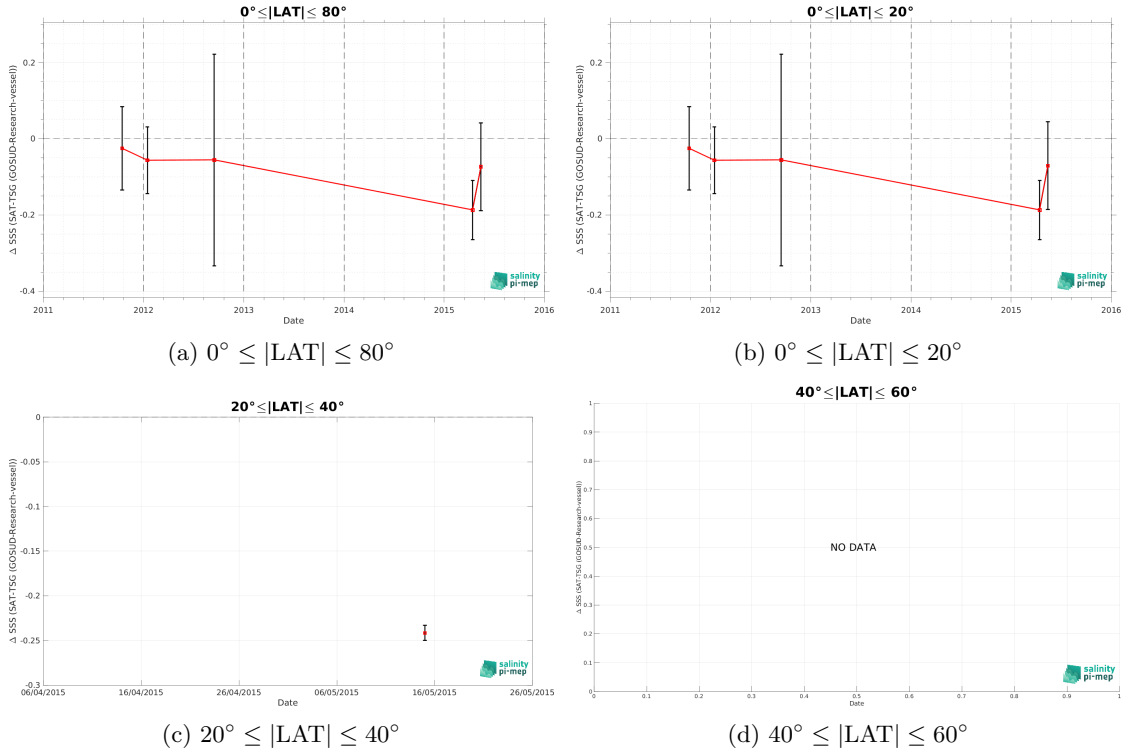 0°≤|LAT|≤ 80°
Δ SSS (SAT-TSG (GOSUD-Research-vessel))
0.2
0
-0.2
-0.4
2011 2012 2013 2014 2015 2016
Date
salinity
pi-mep
(a) 0° ≤ |LAT| ≤ 80°
0°≤|LAT|≤ 20°
Δ SSS (SAT-TSG (GOSUD-Research-vessel))
0.2
0
-0.2
-0.4
2011 2012 2013 2014 2015 2016
Date
salinity
pi-mep
(b) 0° ≤ |LAT| ≤ 20°
20°≤|LAT|≤ 40°
Δ SSS (SAT-TSG (GOSUD-Research-vessel))
0
-0.05
-0.1
-0.15
-0.2
-0.25
-0.3
06/04/2015 16/04/2015 26/04/2015 06/05/2015 16/05/2015 26/05/2015
Date
salinity
pi-mep
(c) 20° ≤ |LAT| ≤ 40°
40°≤|LAT|≤ 60°
Δ SSS (SAT-TSG (GOSUD-Research-vessel))
1
0.9
0.8
0.7
0.6
0.5
0.4
0.3
0.2
0.1
0
NO DATA
0 0.1 0.2 0.3 0.4 0.5 0.6 0.7 0.8 0.9 1
Date
salinity
pi-mep
(d) 40° ≤ |LAT| ≤ 60°